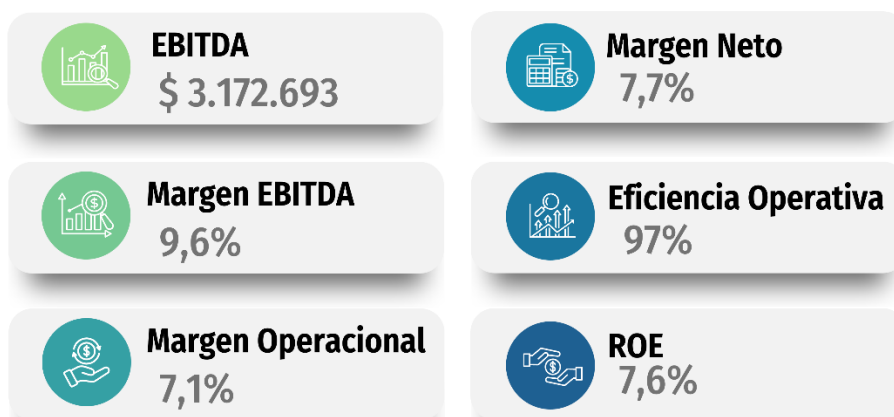 EBITDA
$ 3.172.693
Margen Neto
7,7%
Margen EBITDA
9,6%
Eficiencia Operativa
97%
Margen Operacional
7,1%
ROE
7,6%